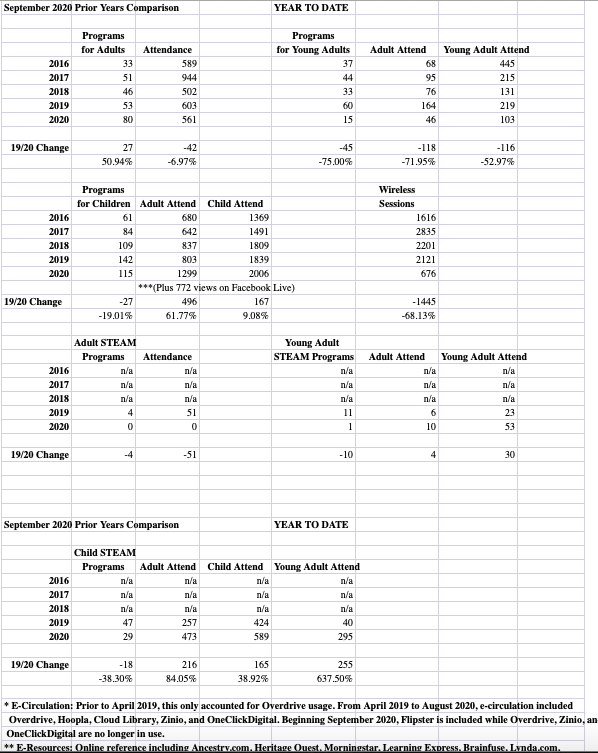 September 2020 Prior Years Comparison YEAR TO DATE
Programs Programs
for Adults Attendance for Young Adults Adult Attend Young Adult Attend
2016 33 589 37 68 445
2017 51 944 44 95 215
2018 46 502 33 76 131
2019 53 603 60 164 219
2020 80 561 15 46 103
19/20 Change 27 -42 -45 -118 -116
50.94% -6.97% -75.00% -71.95% -52.97%
Programs Wireless
for Children Adult Attend Child Attend Sessions
2016 61 680 1369 1616
2017 84 642 1491 2835
2018 109 837 1809 2201
2019 142 803 1839 2121
2020 115 1299 2006 676
***(Plus 772 views on Facebook Live)
19/20 Change -27 496 167 -1445
-19.01% 61.77% 9.08% -68.13%
Adult STEAM Young Adult
Programs Attendance STEAM Programs Adult Attend Young Adult Attend
2016 n/a n/a n/a n/a n/a
2017 n/a n/a n/a n/a n/a
2018 n/a n/a n/a n/a n/a
2019 4 51 11 6 23
2020 0 0 1 10 53
19/20 Change -4 -51 -10 4 30
September 2020 Prior Years Comparison YEAR TO DATE
Child STEAM
Programs Adult Attend Child Attend Young Adult Attend
2016 n/a n/a n/a n/a
2017 n/a n/a n/a n/a
2018 n/a n/a n/a n/a
2019 47 257 424 40
2020 29 473 589 295
19/20 Change -18 216 165 255
-38.30% 84.05% 38.92% 637.50%
* E-Circulation: Prior to April 2019, this only accounted for Overdrive usage. From April 2019 to August 2020, e-circulation included
Overdrive, Hoopla, Cloud Library, Zinio, and OneClickDigital. Beginning September 2020, Flipster is included while Overdrive, Zinio, an
OneClickDigital are no longer in use.
** E-Resources: Online reference including Ancestry.com, Heritage Quest, Morningstar, Learning Express, Brainfuse, Lynda.com,